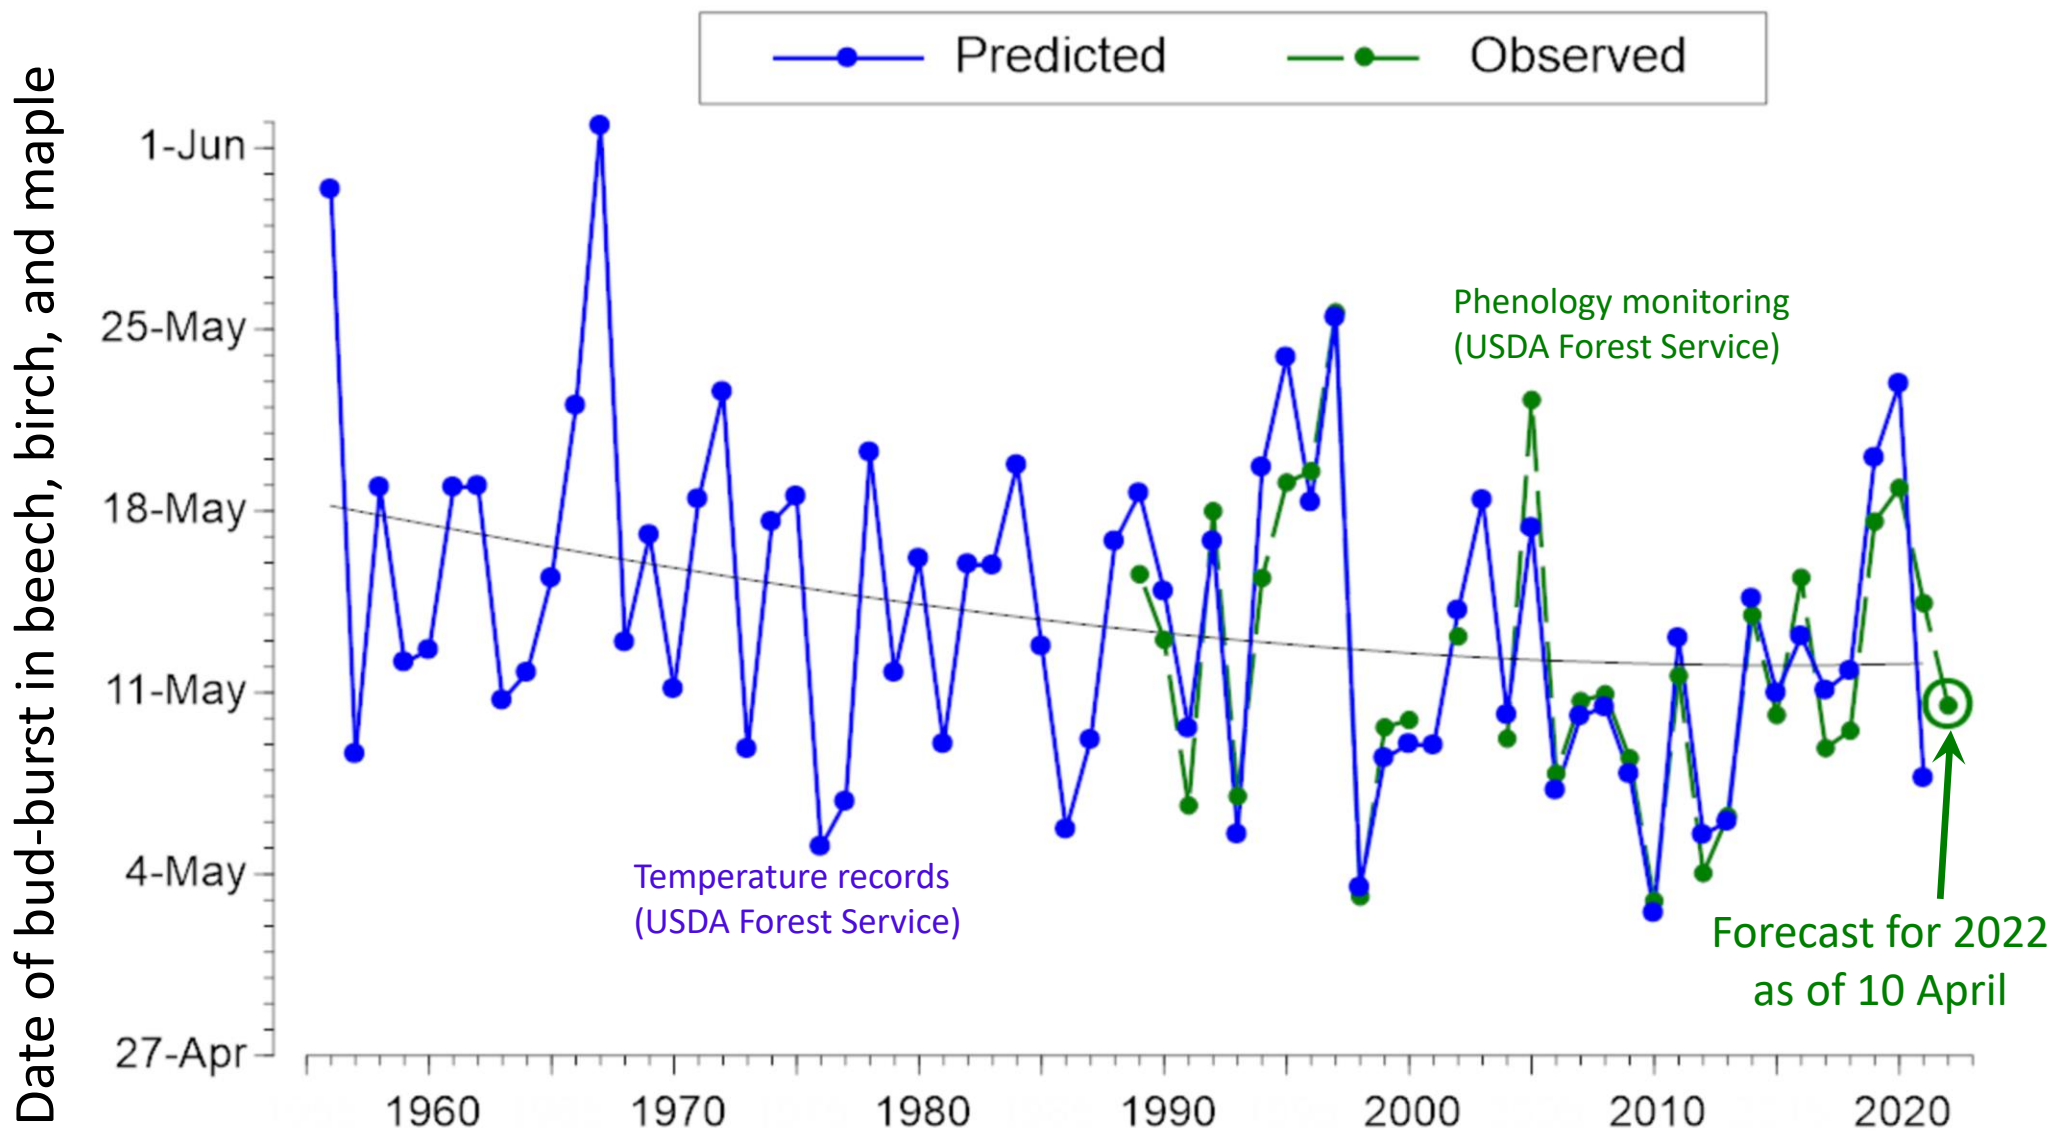 Predicted
Observed
Date of bud-burst in beech, birch, and maple
1-Jun
25-May
18-May
11-May
4-May
27-Apr
Phenology monitoring
(USDA Forest Service)
Temperature records
(USDA Forest Service)
Forecast for 2022
as of 10 April
1960 1970 1980 1990 2000 2010 2020